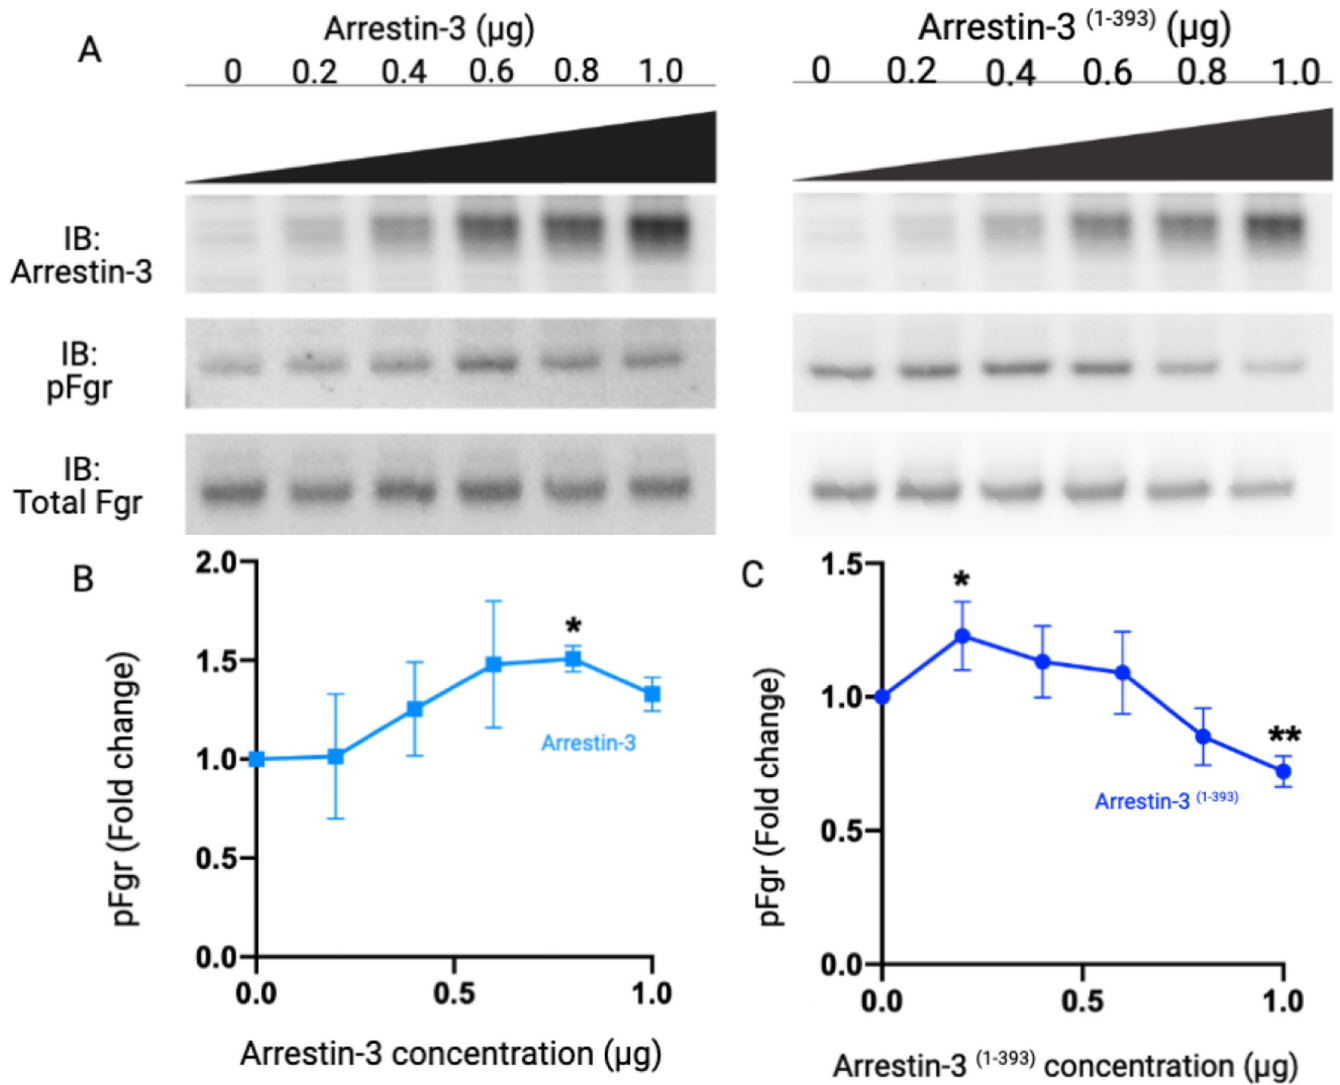 A
Arrestin-3 (µg)
0 0.2 0.4 0.6 0.8 1.0
Arrestin-3 (1-393) (µg)
0 0.2 0.4 0.6 0.8 1.0
IB:
Arrestin-3
IB:
pFgr
IB:
Total Fgr
B
pFgr (Fold change)
2.0
1.5
1.0
0.5
0.0
*
Arrestin-3
0.0 0.5 1.0
Arrestin-3 concentration (µg)
C
pFgr (Fold change)
1.5
1.0
0.5
0.0
*
**
Arrestin-3 (1-393)
0.0 0.5 1.0
Arrestin-3 (1-393) concentration (µg)